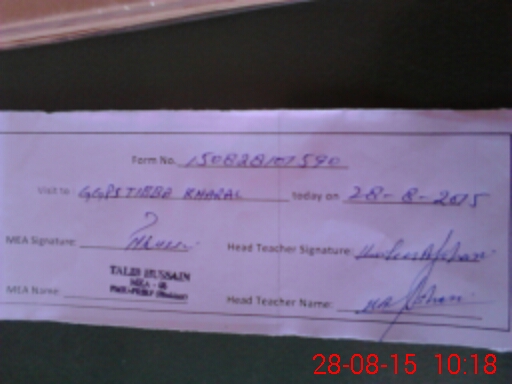 Form No. 150828101590
Visit to : GGPS TIBBA KHARAL today on 28-8-2015
MEA Signature: Head Teacher Signature:
TALIB HUSSAIN
MEA Name: Head Teacher Name:
28-08-15 10:18